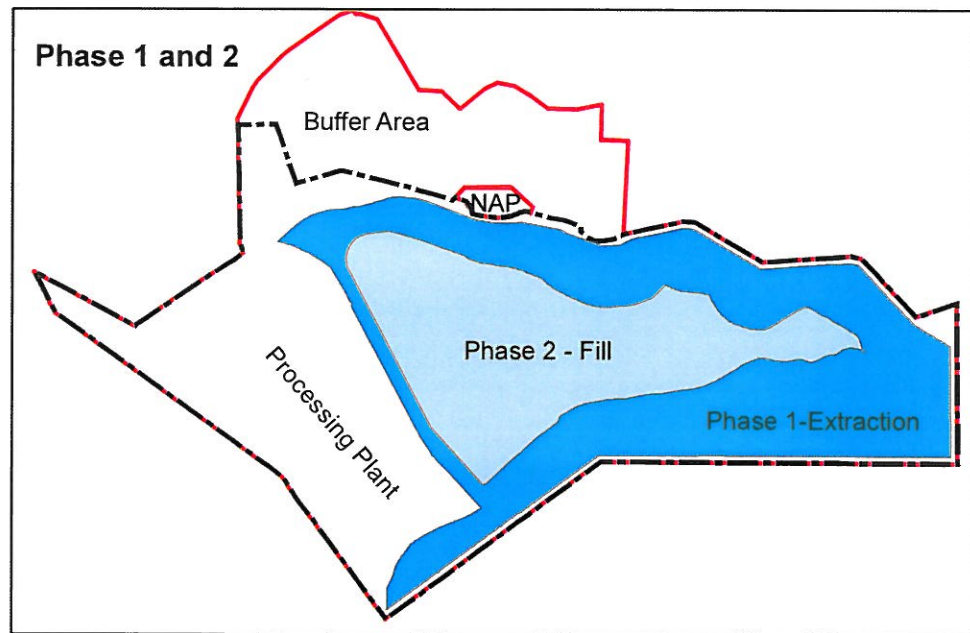 Phase 1 and 2
Buffer Area
NAP
Phase 2 - Fill
Processing Plant
Phase 1-Extraction